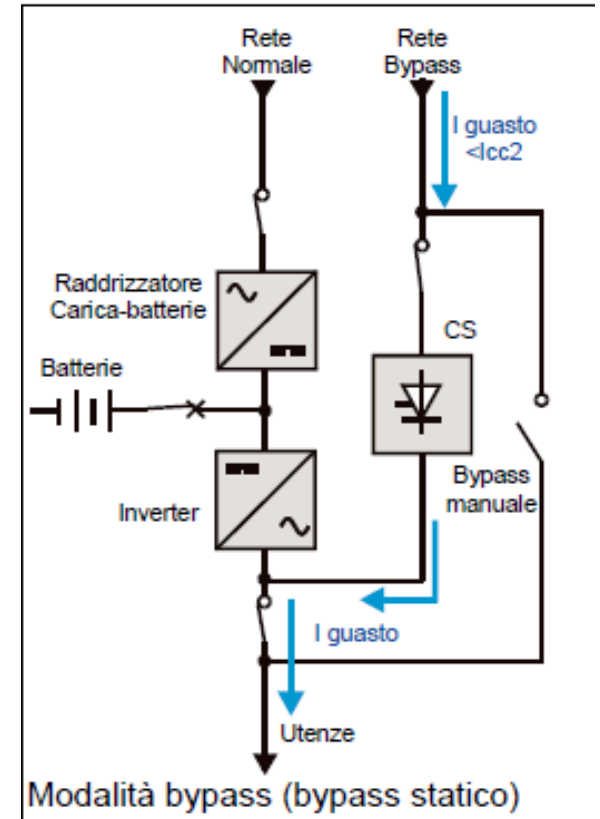 Rete
Normale
Rete
Bypass
I guasto
<Icc2
Raddrizzatore
Carica-batterie
CS
Batterie
Bypass
manuale
Inverter
I guasto
Utenze
Modalità bypass (bypass statico)